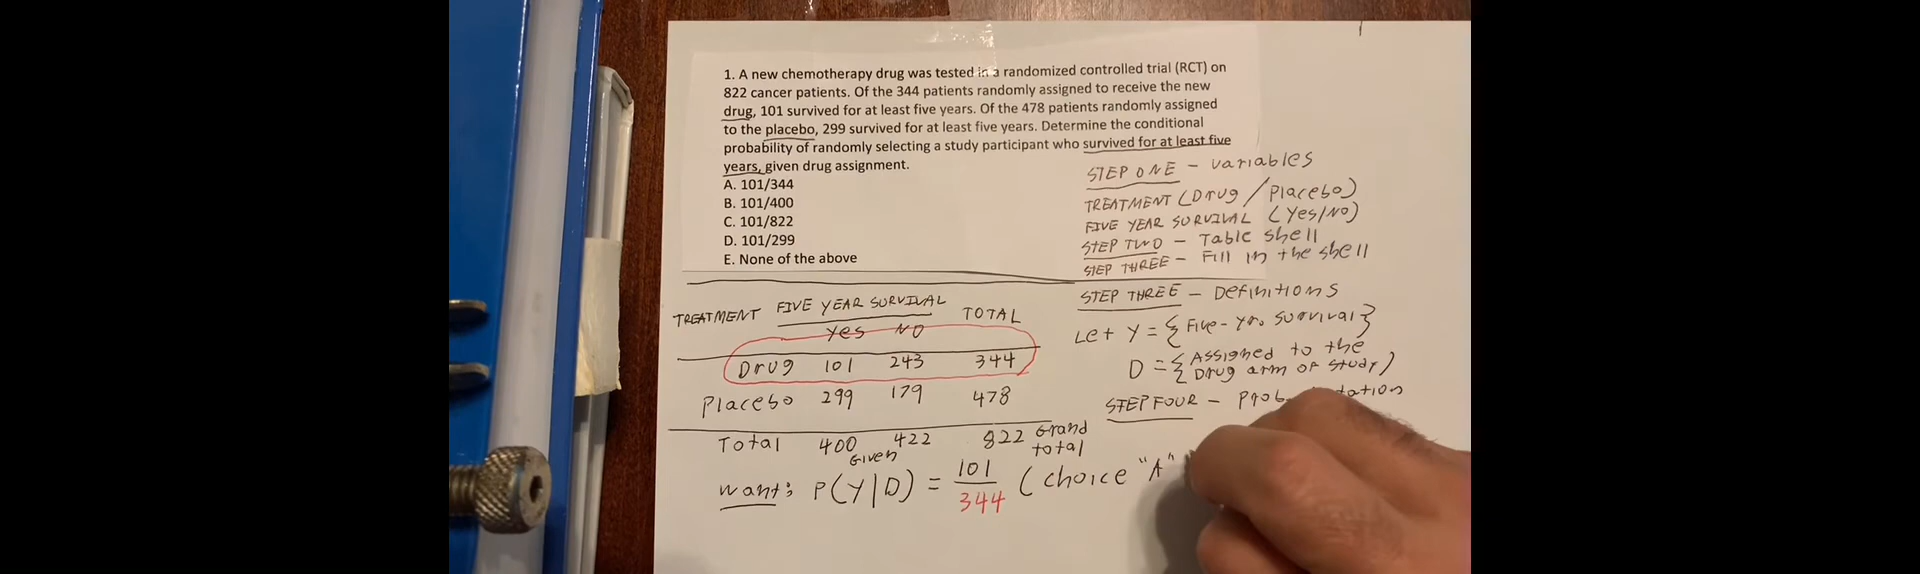 1. A new chemotherapy drug was tested in a randomized controlled trial (RCT) on
822 cancer patients. Of the 344 patients randomly assigned to receive the new
drug, 101 survived for at least five years. Of the 478 patients randomly assigned
to the placebo, 299 survived for at least five years. Determine the conditional
probability of randomly selecting a study participant who survived for at least five
years, given drug assignment.
A. 101/344
B. 101/400
C. 101/822
D. 101/299
E. None of the above
STEP ONE - variables
TREATMENT (Drug / Placebo)
FIVE YEAR SURVIVAL (Yes/No)
STEP TWO - Table shell
STEP THREE - Fill in the shell
STEP THREE - Definitions
Let Y = {Five-yr. survival}
D = {Assigned to the
Drug arm of study}
STEP FOUR -
TREATMENT FIVE YEAR SURVIVAL TOTAL
Yes NO
Drug 101 243 344
Placebo 299 179 478
Total 400 422 822 Grand
total
Given
Want: P(Y|D) = 101/344 (choice "A"